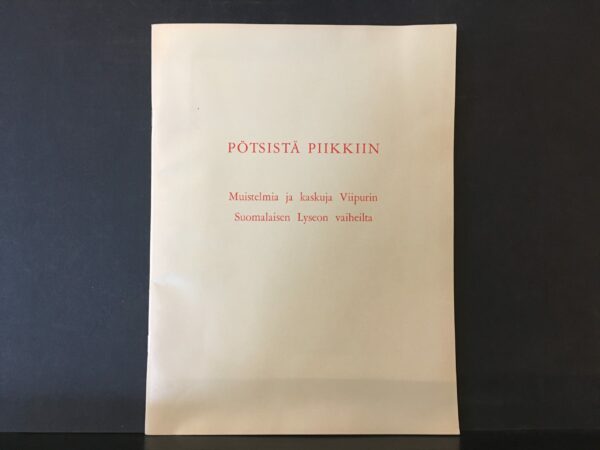 PÖTSISTÄ PIIKKIIN
Muistelmia ja kaskuja Viipurin
Suomalaisen Lyseon vaiheilta